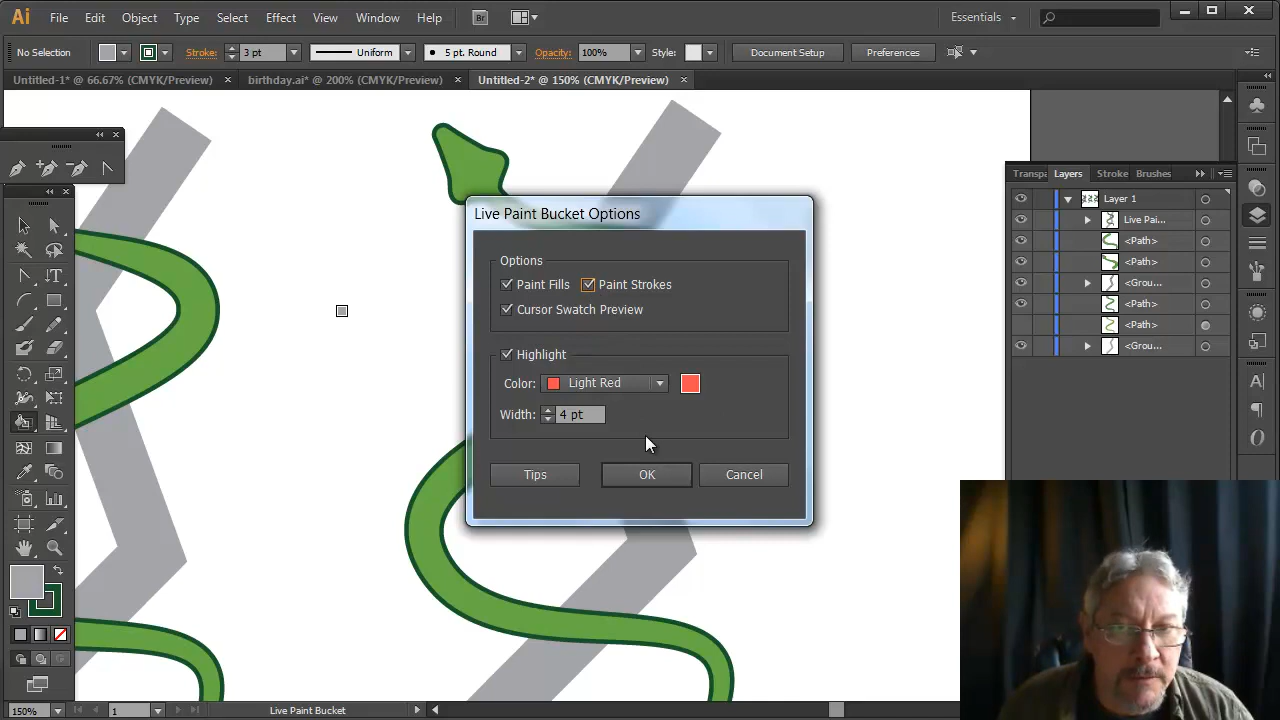 Ai File Edit Object Type Select Effect View Window Help Br Essentials
No Selection Stroke: 3 pt Uniform 5 pt. Round Opacity: 100% Style: Document Setup Preferences
Untitled-1* @ 66.67% (CMYK/Preview) × birthday.ai* @ 200% (CMYK/Preview) × Untitled-2* @ 150% (CMYK/Preview) ×
Transpa Layers Stroke Brushes
Layer 1
Live Pai...
<Path>
<Path>
<Grou...
<Path>
<Path>
<Grou...
Live Paint Bucket Options
Options
Paint Fills Paint Strokes
Cursor Swatch Preview
Highlight
Color: Light Red
Width: 4 pt
Tips OK Cancel
150% 1 Live Paint Bucket